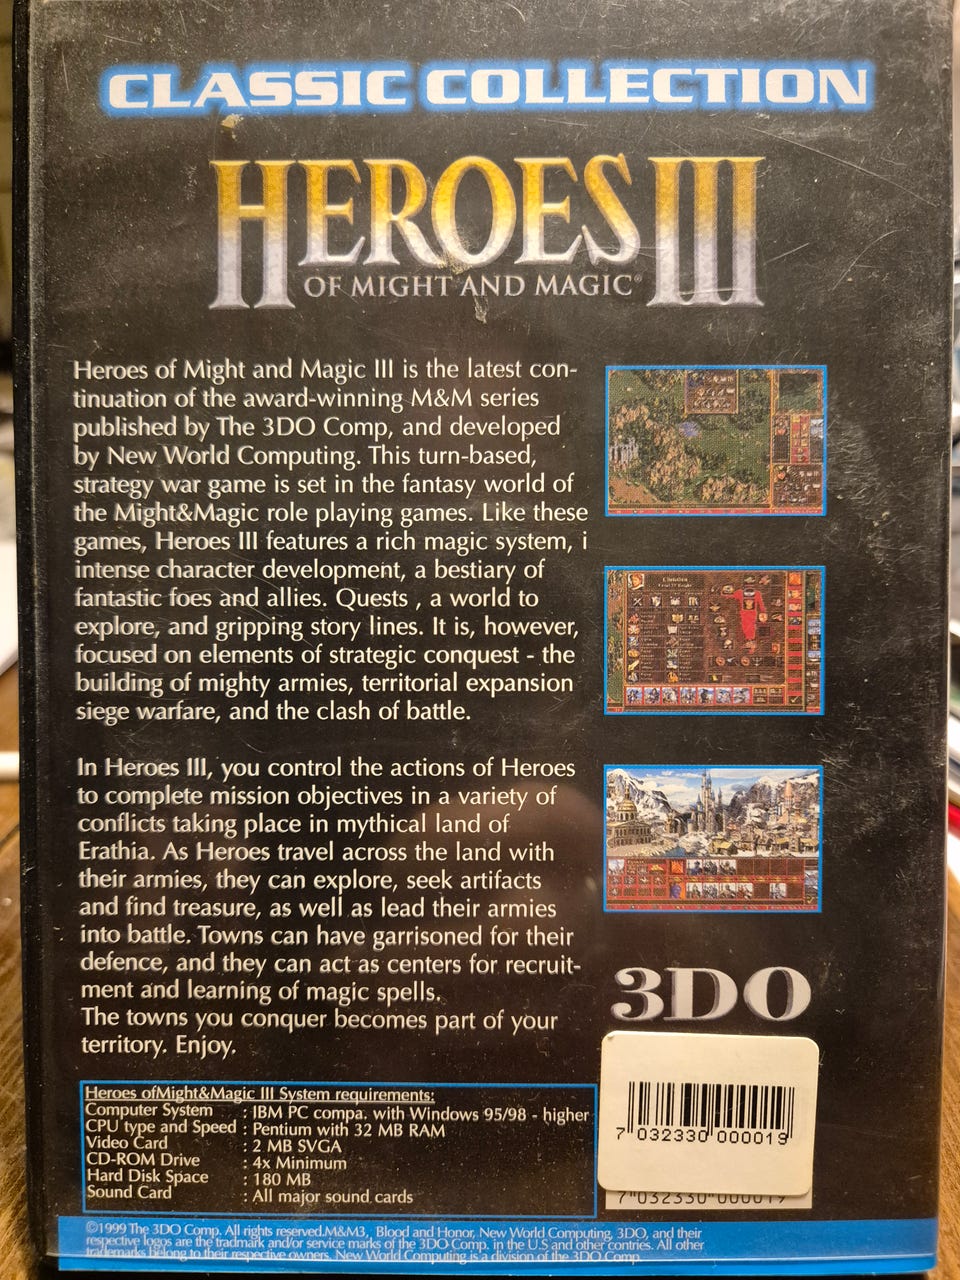 CLASSIC COLLECTION
HEROES III
OF MIGHT AND MAGIC®
Heroes of Might and Magic III is the latest con-
tinuation of the award-winning M&M series
published by The 3DO Comp, and developed
by New World Computing. This turn-based,
strategy war game is set in the fantasy world of
the Might&Magic role playing games. Like these
games, Heroes III features a rich magic system, i
intense character development, a bestiary of
fantastic foes and allies. Quests , a world to
explore, and gripping story lines. It is, however,
focused on elements of strategic conquest - the
building of mighty armies, territorial expansion
siege warfare, and the clash of battle.
In Heroes III, you control the actions of Heroes
to complete mission objectives in a variety of
conflicts taking place in mythical land of
Erathia. As Heroes travel across the land with
their armies, they can explore, seek artifacts
and find treasure, as well as lead their armies
into battle. Towns can have garrisoned for their
defence, and they can act as centers for recruit-
ment and learning of magic spells.
The towns you conquer becomes part of your
territory. Enjoy.
3DO
Heroes ofMight&Magic III System requirements:
Computer System : IBM PC compa. with Windows 95/98 - higher
CPU type and Speed : Pentium with 32 MB RAM
Video Card : 2 MB SVGA
CD-ROM Drive : 4x Minimum
Hard Disk Space : 180 MB
Sound Card : All major sound cards
7 032330 000019
7 032330 000019
©1999 The 3DO Comp. All rights reserved.M&M3, Blood and Honor, New World Computing, 3DO, and their
respective logos are the trademark and/or service marks of the 3DO Comp. in the U.S and other contries. All other
trademarks belong to their respective owners. New World Computing is a division of the 3DO Comp.